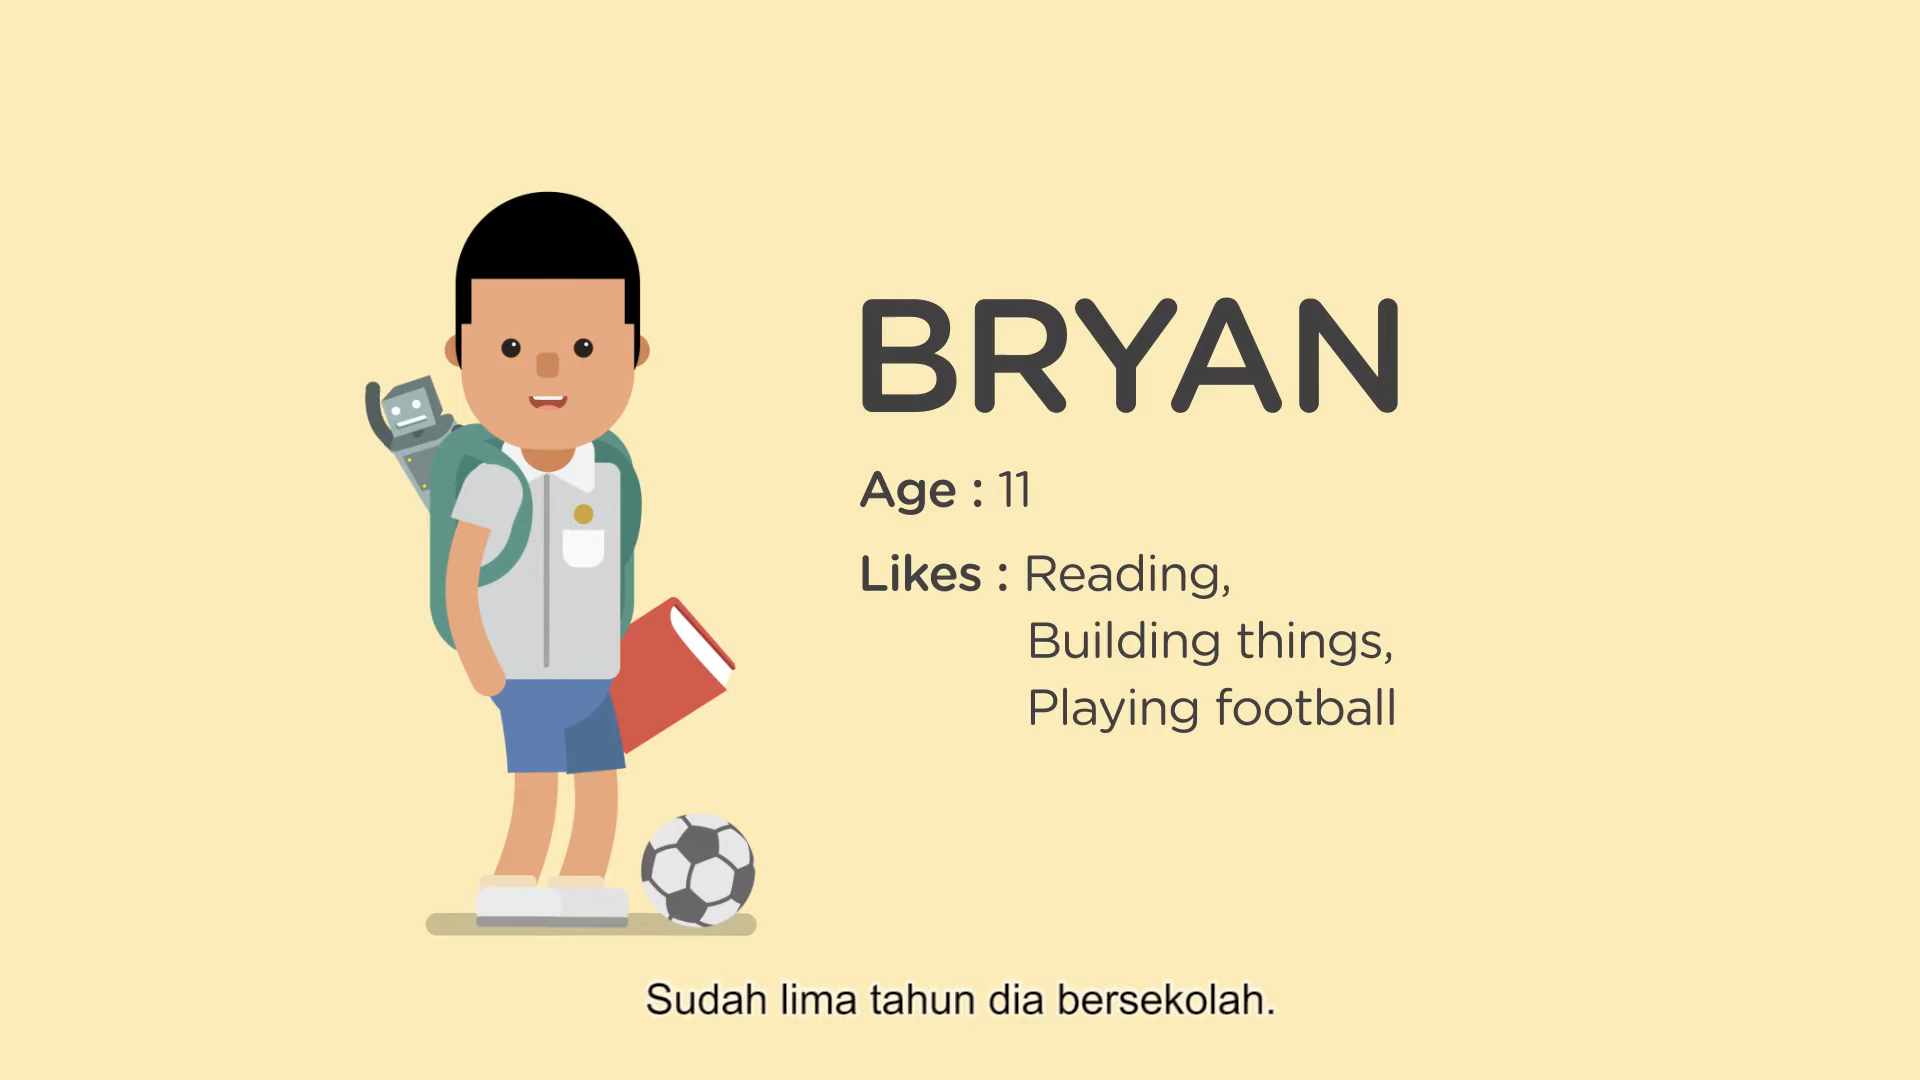 BRYAN
Age : 11
Likes : Reading,
Building things,
Playing football
Sudah lima tahun dia bersekolah.